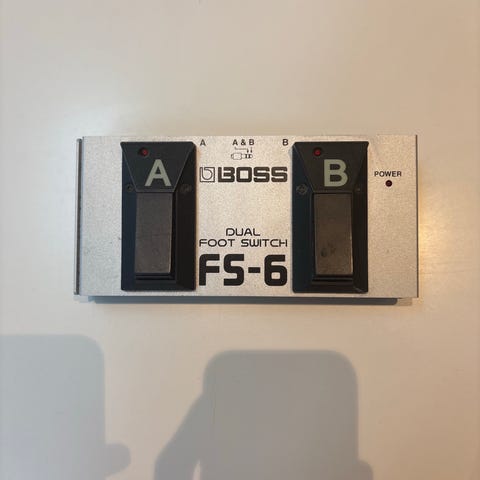 A A&B B
A
BOSS
B
POWER
DUAL
FOOT SWITCH
FS-6